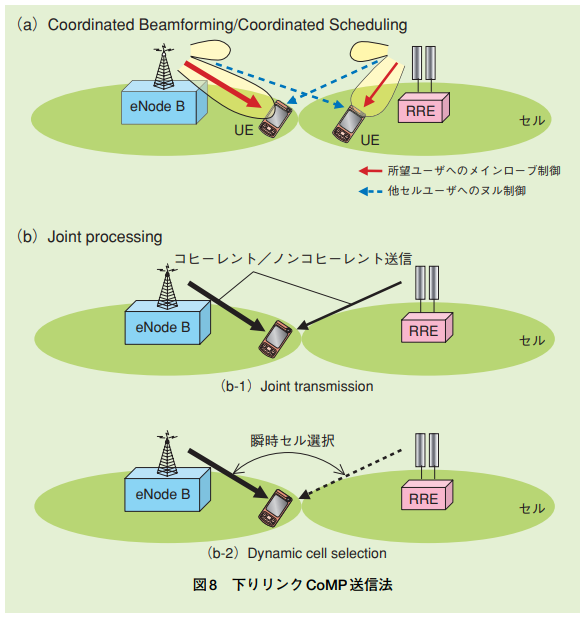 (a) Coordinated Beamforming/Coordinated Scheduling
eNode B
UE
UE
RRE
セル
所望ユーザへのメインローブ制御
他セルユーザへのヌル制御
(b) Joint processing
コヒーレント／ノンコヒーレント送信
eNode B
RRE
セル
(b-1) Joint transmission
瞬時セル選択
eNode B
RRE
セル
(b-2) Dynamic cell selection
図8 下りリンクCoMP送信法